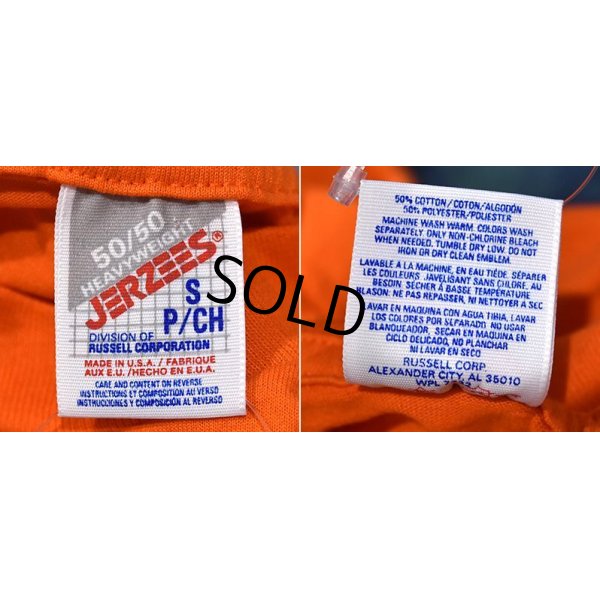 50/50
HEAVYWEIGHT
JERZEES®
S
P/CH
DIVISION OF
RUSSELL CORPORATION
MADE IN U.S.A. / FABRIQUE
AUX E.U. / HECHO EN E.U.A.
CARE AND CONTENT ON REVERSE
INSTRUCTIONS ET COMPOSITION AU VERSO
INSTRUCCIONES Y COMPOSICIÓN AL REVERSO
SOLD
50% COTTON/COTON/ALGODÓN
50% POLYESTER/POLIESTER
MACHINE WASH WARM. COLORS WASH
SEPARATELY. ONLY NON-CHLORINE BLEACH
WHEN NEEDED. TUMBLE DRY LOW. DO NOT
IRON OR DRY CLEAN EMBLEM.
LAVABLE A LA MACHINE, EN EAU TIÉDE. SÉPARER
LES COULEURS. JAVELISANT SANS CHLORE, AU
BESOIN. SÉCHER À BASSE TEMPÉRATURE
BLASON: NE PAS REPASSER, NI NETTOYER A SEC
LAVAR EN MAQUINA CON AGUA TIBIA, LAVAR
LOS COLORES POR SEPARADO. NO USAR
BLANQUEADOR. SECAR EN MAQUINA EN
CICLO DELICADO, NO PLANCHAR
NI LAVAR EN SECO
RUSSELL CORP.
ALEXANDER CITY, AL 35010
WPL